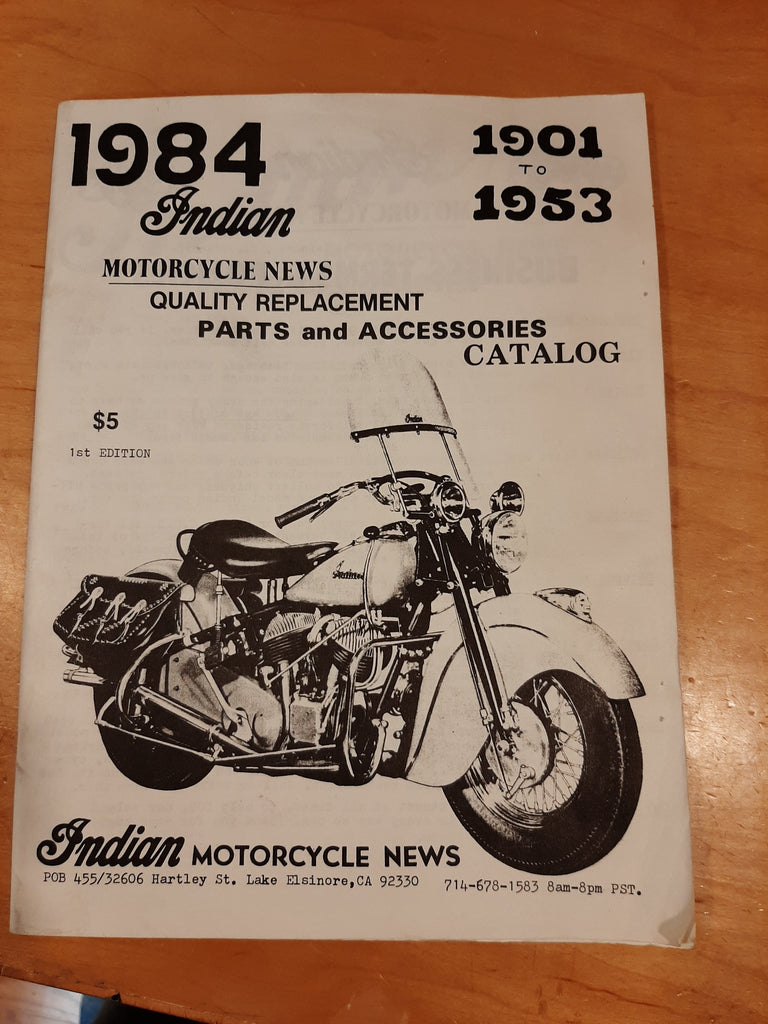 1984
1901
TO
1953
Indian
MOTORCYCLE NEWS
QUALITY REPLACEMENT
PARTS and ACCESSORIES
CATALOG
$5
1st EDITION
Indian
Indian
Indian MOTORCYCLE NEWS
POB 455/32606 Hartley St. Lake Elsinore,CA 92330 714-678-1583 8am-8pm PST.